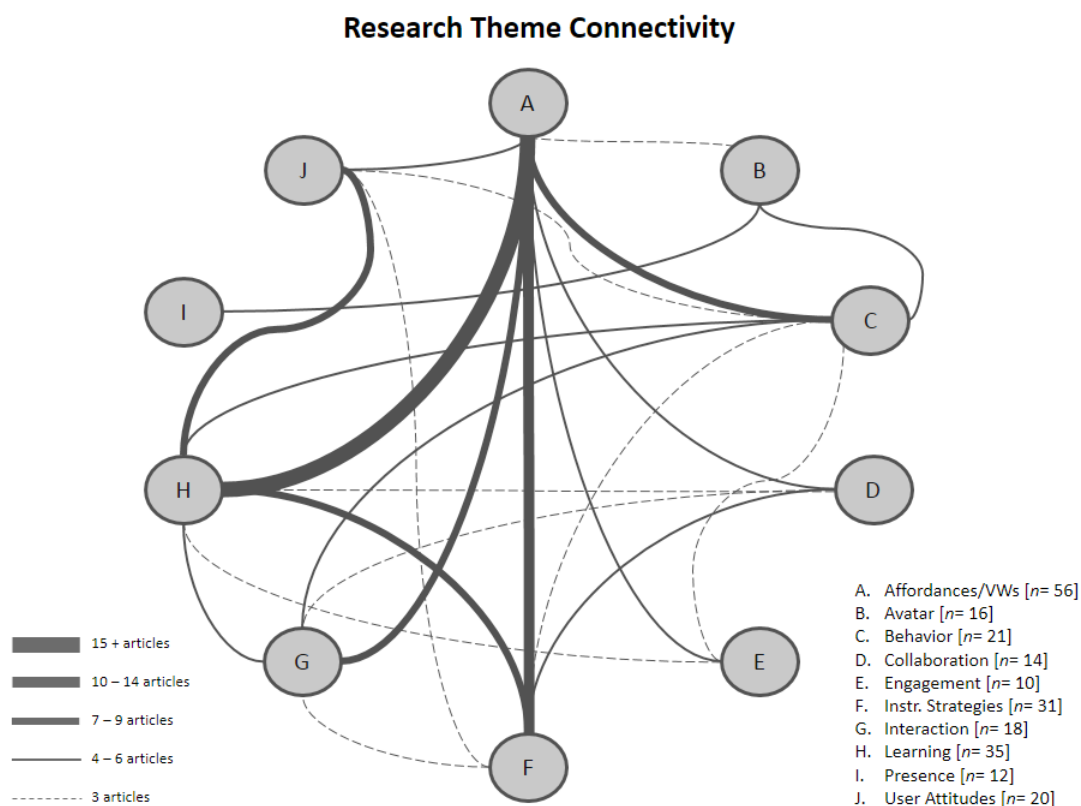 Research Theme Connectivity
A
J
B
I
C
H
D
G
E
F
15 + articles
10 – 14 articles
7 – 9 articles
4 – 6 articles
3 articles
A. Affordances/VWs [n= 56]
B. Avatar [n= 16]
C. Behavior [n= 21]
D. Collaboration [n= 14]
E. Engagement [n= 10]
F. Instr. Strategies [n= 31]
G. Interaction [n= 18]
H. Learning [n= 35]
I. Presence [n= 12]
J. User Attitudes [n= 20]